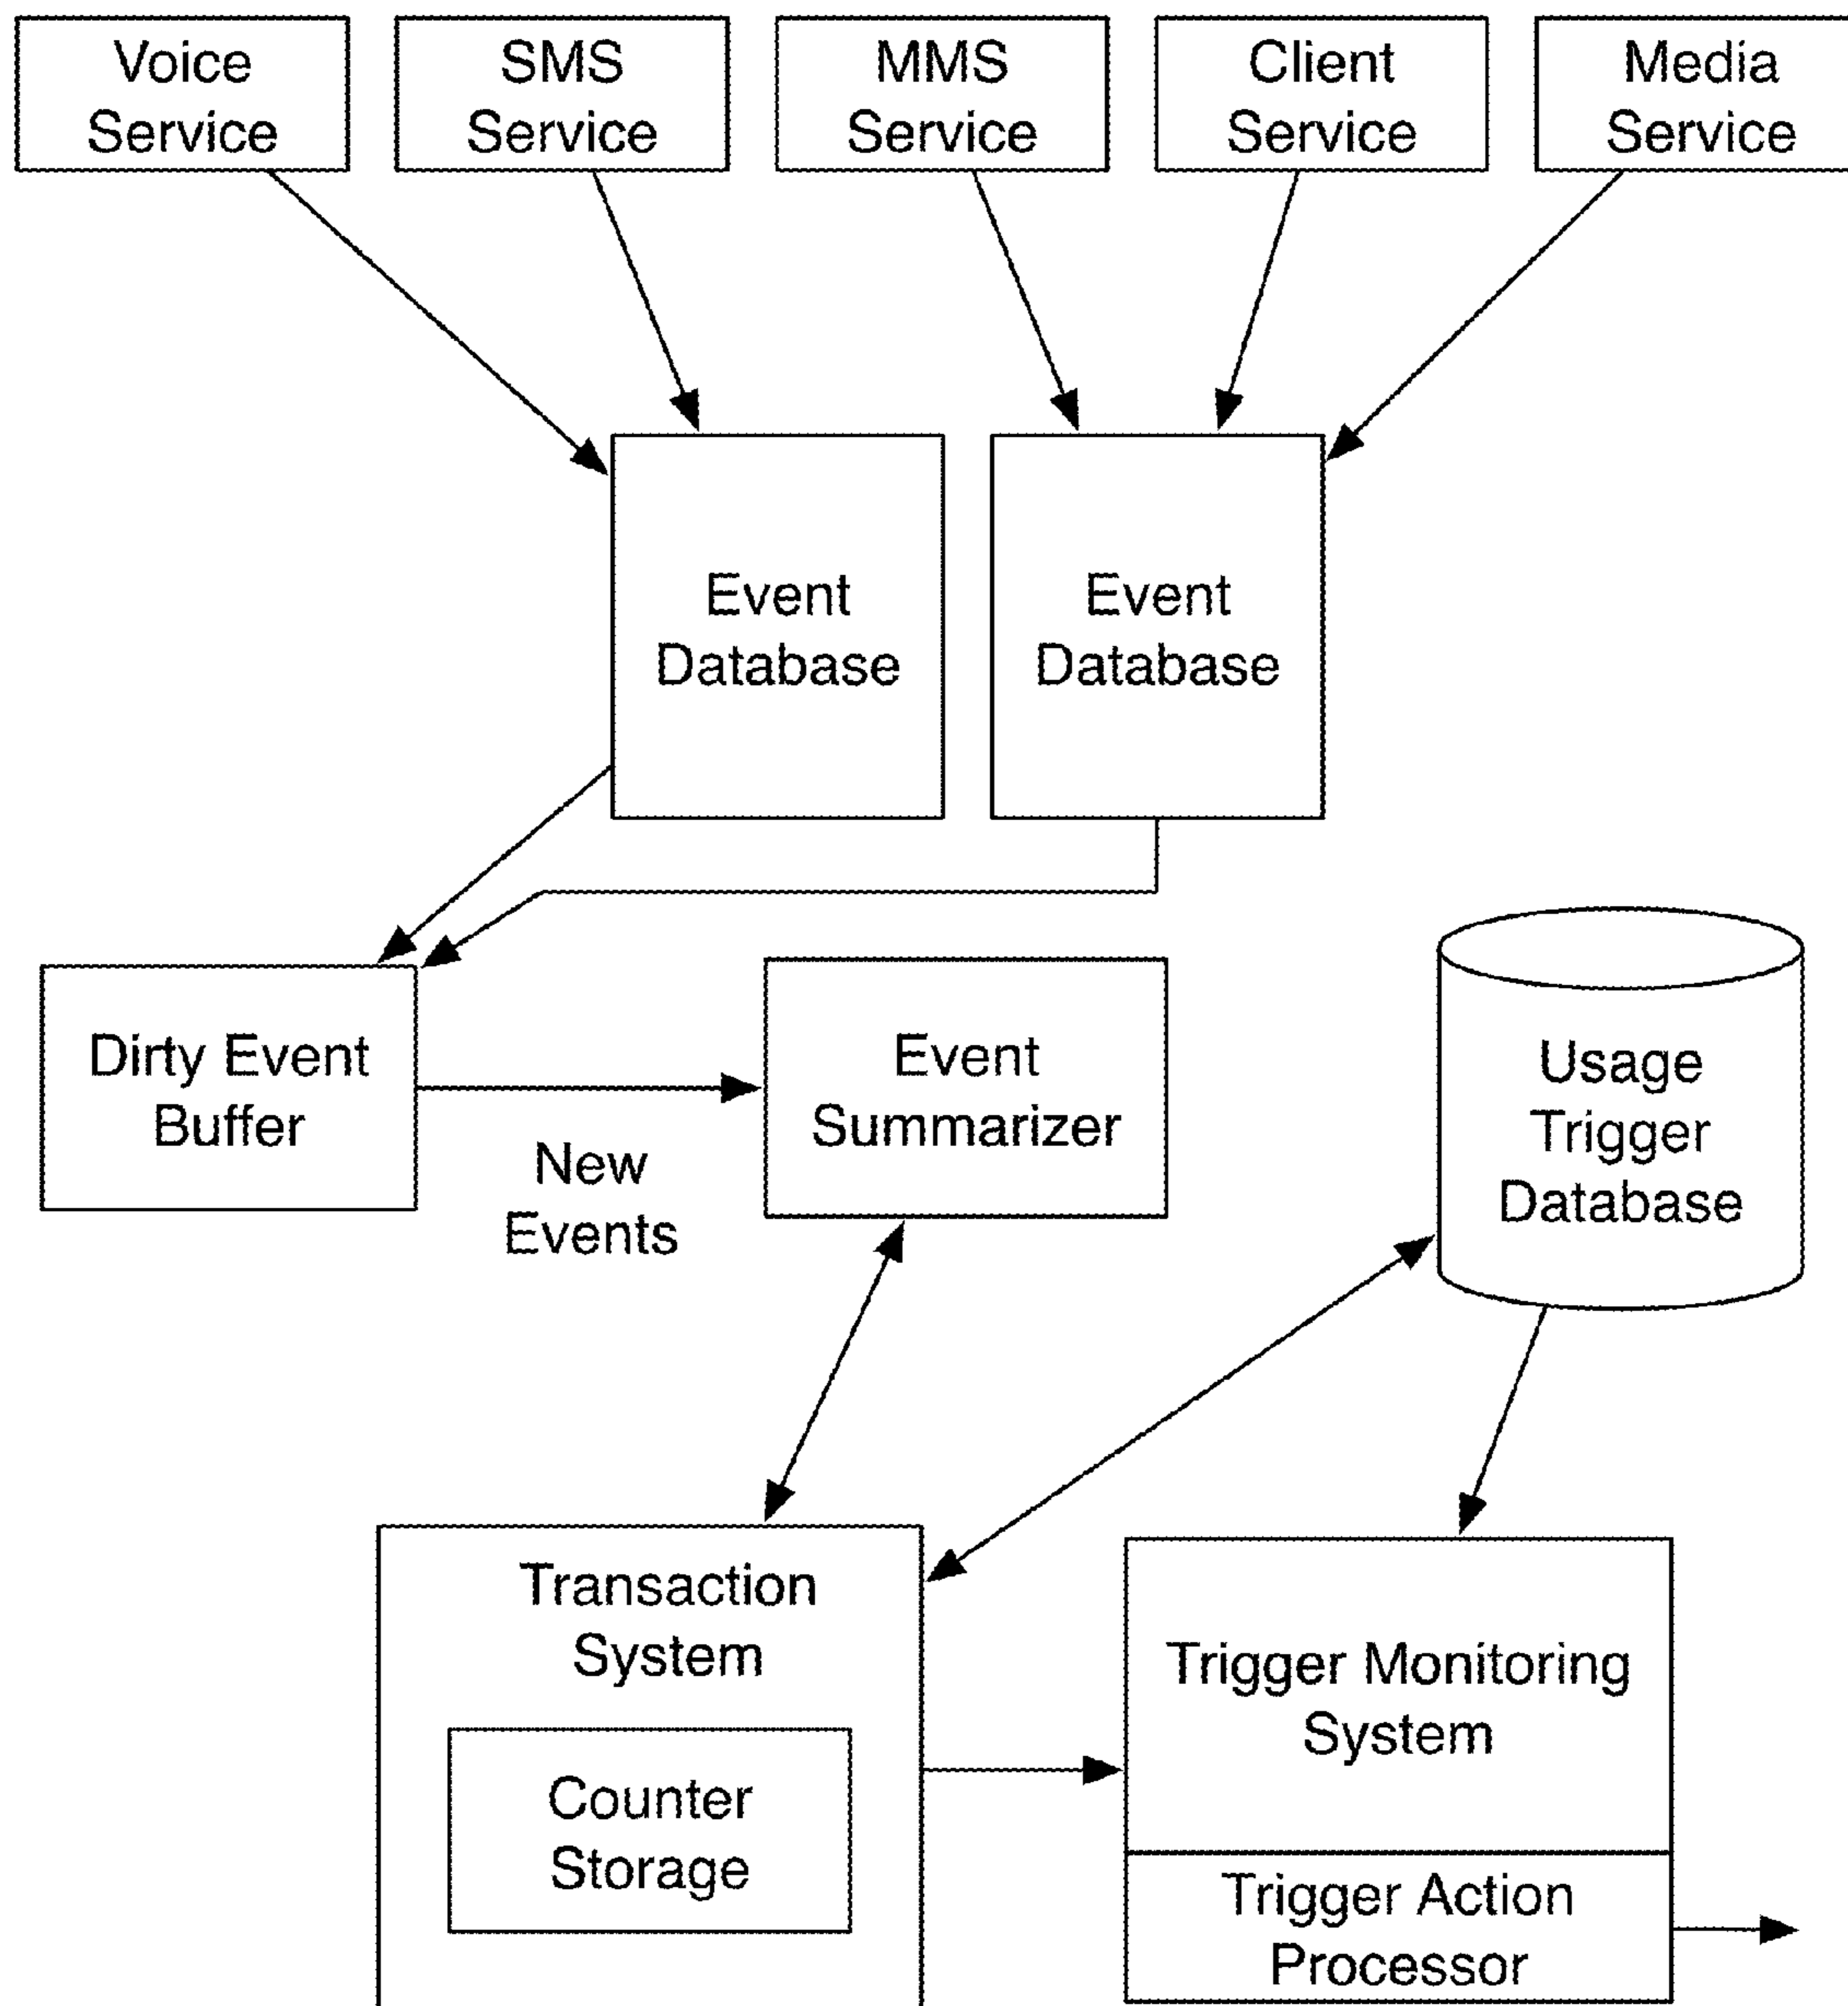 Voice
Service
SMS
Service
MMS
Service
Client
Service
Media
Service
Event
Database
Event
Database
Dirty Event
Buffer
New
Events
Event
Summarizer
Usage
Trigger
Database
Transaction
System
Counter
Storage
Trigger Monitoring
System
Trigger Action
Processor